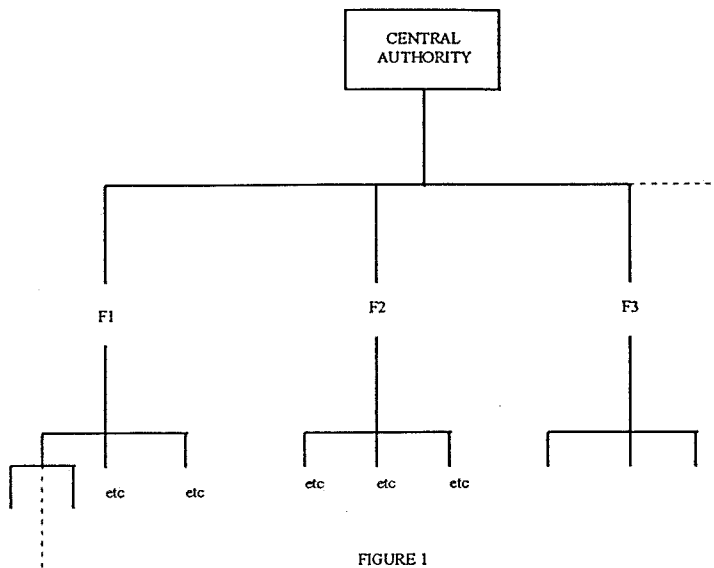 CENTRAL
AUTHORITY
F1
F2
F3
etc
etc
etc
etc
etc
FIGURE 1